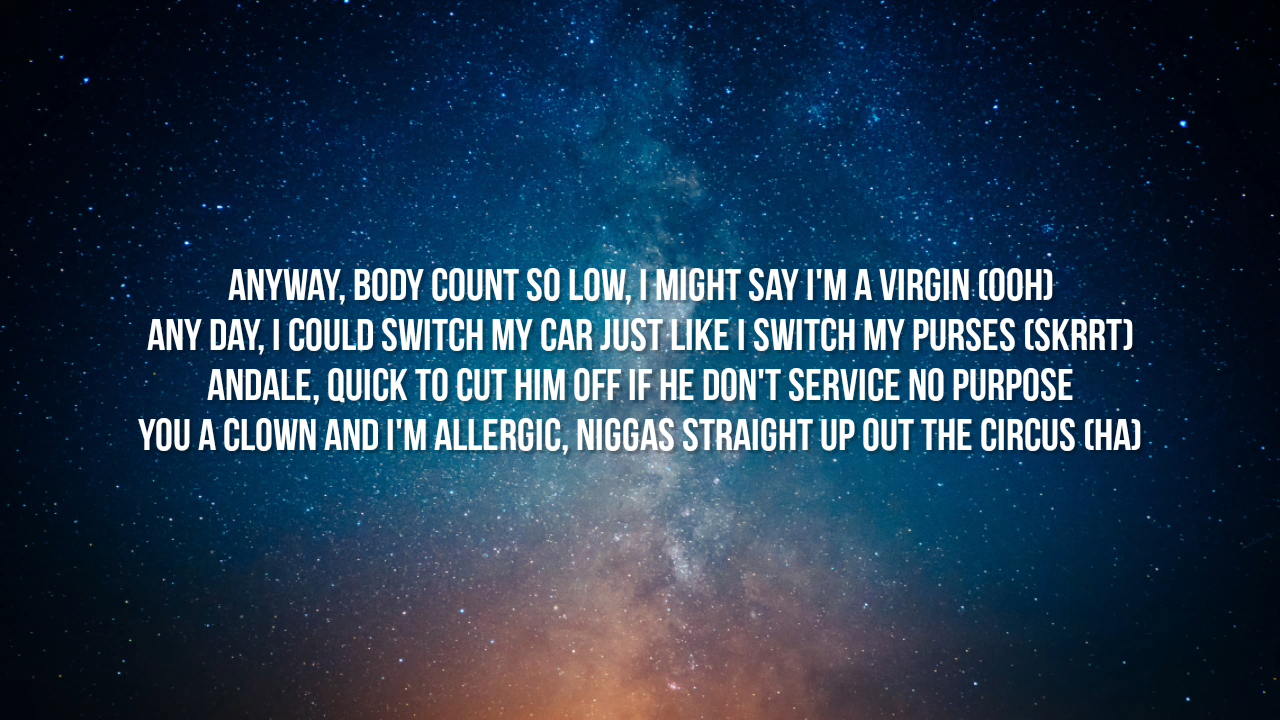 ANYWAY, BODY COUNT SO LOW, I MIGHT SAY I'M A VIRGIN (OOH)
ANY DAY, I COULD SWITCH MY CAR JUST LIKE I SWITCH MY PURSES (SKRRT)
ANDALE, QUICK TO CUT HIM OFF IF HE DON'T SERVICE NO PURPOSE
YOU A CLOWN AND I'M ALLERGIC, NIGGAS STRAIGHT UP OUT THE CIRCUS (HA)